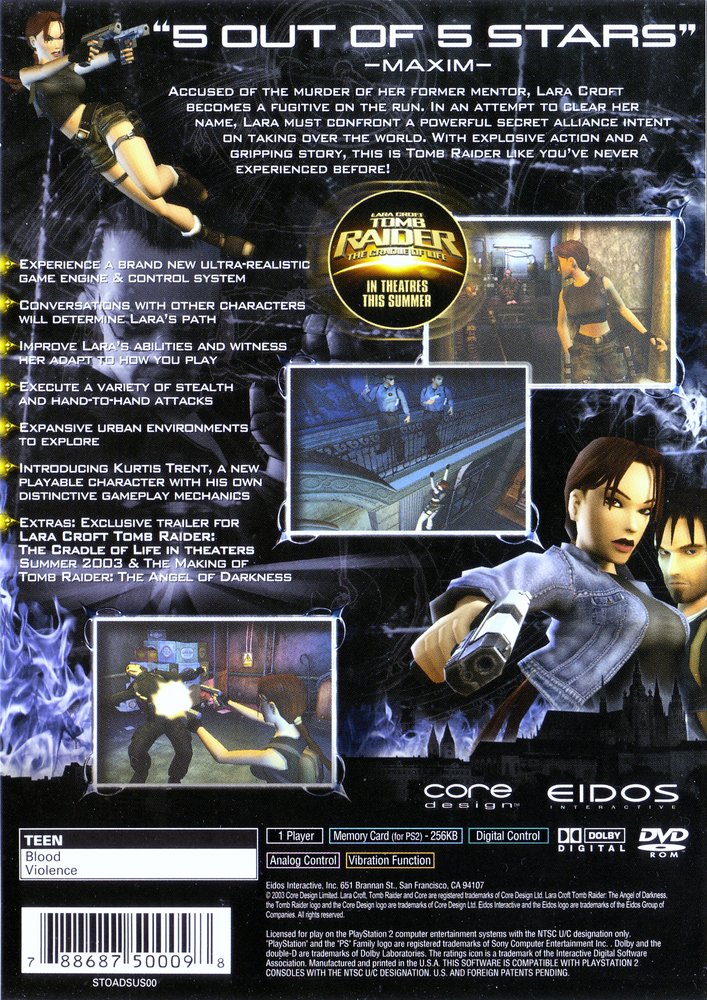 "5 OUT OF 5 STARS"
—MAXIM—
ACCUSED OF THE MURDER OF HER FORMER MENTOR, LARA CROFT
BECOMES A FUGITIVE ON THE RUN. IN AN ATTEMPT TO CLEAR HER
NAME, LARA MUST CONFRONT A POWERFUL SECRET ALLIANCE INTENT
ON TAKING OVER THE WORLD. WITH EXPLOSIVE ACTION AND A
GRIPPING STORY, THIS IS TOMB RAIDER LIKE YOU'VE NEVER
EXPERIENCED BEFORE!
LARA CROFT
TOMB
RAIDER
THE CRADLE OF LIFE
IN THEATRES
THIS SUMMER
EXPERIENCE A BRAND NEW ULTRA-REALISTIC
GAME ENGINE & CONTROL SYSTEM
CONVERSATIONS WITH OTHER CHARACTERS
WILL DETERMINE LARA'S PATH
IMPROVE LARA'S ABILITIES AND WITNESS
HER ADAPT TO HOW YOU PLAY
EXECUTE A VARIETY OF STEALTH
AND HAND-TO-HAND ATTACKS
EXPANSIVE URBAN ENVIRONMENTS
TO EXPLORE
INTRODUCING KURTIS TRENT, A NEW
PLAYABLE CHARACTER WITH HIS OWN
DISTINCTIVE GAMEPLAY MECHANICS
EXTRAS: EXCLUSIVE TRAILER FOR
LARA CROFT TOMB RAIDER:
THE CRADLE OF LIFE IN THEATERS
SUMMER 2003 & THE MAKING OF
TOMB RAIDER: THE ANGEL OF DARKNESS
core
design™
EIDOS
INTERACTIVE
TEEN
Blood
Violence
1 Player
Memory Card (for PS2) - 256KB
Digital Control
Analog Control
Vibration Function
DOLBY
DIGITAL
DVD
ROM
Eidos Interactive, Inc. 651 Brannan St., San Francisco, CA 94107
© 2003 Core Design Limited. Lara Croft, Tomb Raider and Core are trademarks or registered trademarks of Core Design Ltd. Lara Croft Tomb Raider: The Angel of Darkness,
the Tomb Raider logo and the Core Design logo are trademarks of Core Design Ltd. Eidos Interactive and the Eidos logo are trademarks of the Eidos Group of
Companies. All rights reserved.
Licensed for play on the PlayStation 2 computer entertainment systems with the NTSC U/C designation only.
"PlayStation" and the "PS" Family logo are registered trademarks of Sony Computer Entertainment Inc. . Dolby and the
double-D are trademarks of Dolby Laboratories. The ratings icon is a trademark of the Interactive Digital Software
Association. Manufactured and printed in the U.S.A. THIS SOFTWARE IS COMPATIBLE WITH PLAYSTATION 2
CONSOLES WITH THE NTSC U/C DESIGNATION. U.S. AND FOREIGN PATENTS PENDING.
7 88687 50009 8
STOADSUS00